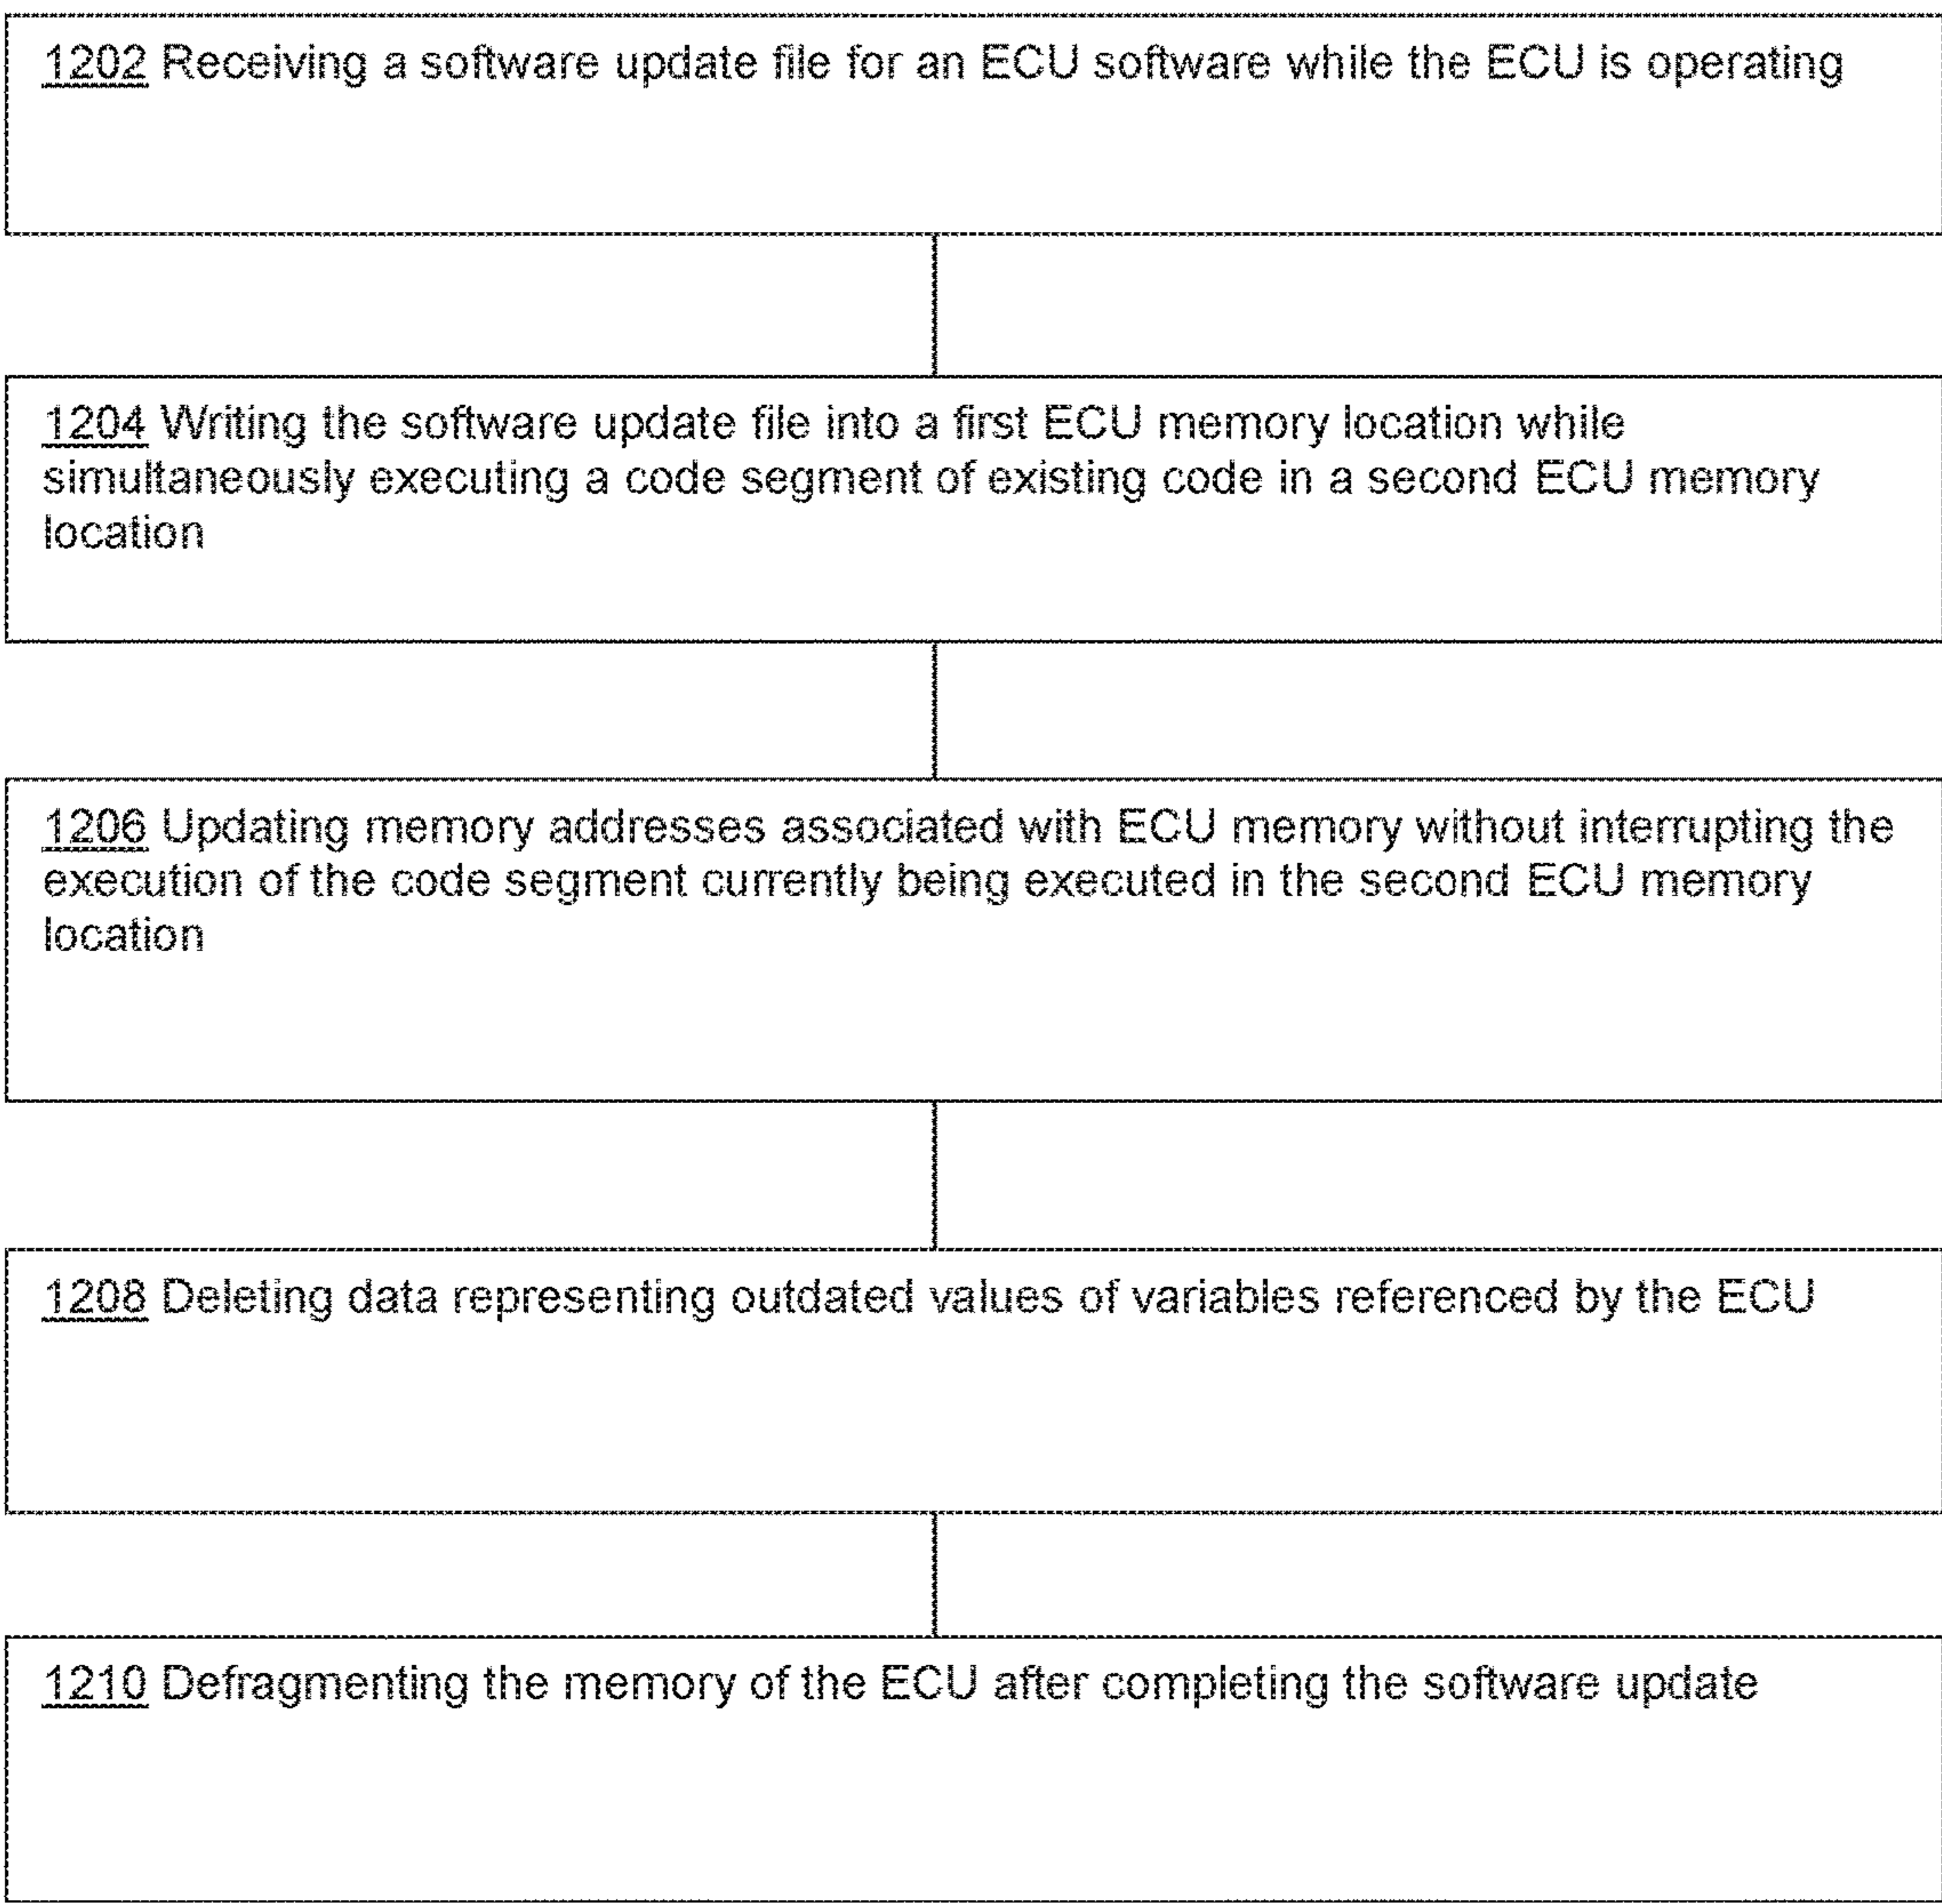 1202 Receiving a software update file for an ECU software while the ECU is operating
1204 Writing the software update file into a first ECU memory location while
simultaneously executing a code segment of existing code in a second ECU memory
location
1206 Updating memory addresses associated with ECU memory without interrupting the
execution of the code segment currently being executed in the second ECU memory
location
1208 Deleting data representing outdated values of variables referenced by the ECU
1210 Defragmenting the memory of the ECU after completing the software update